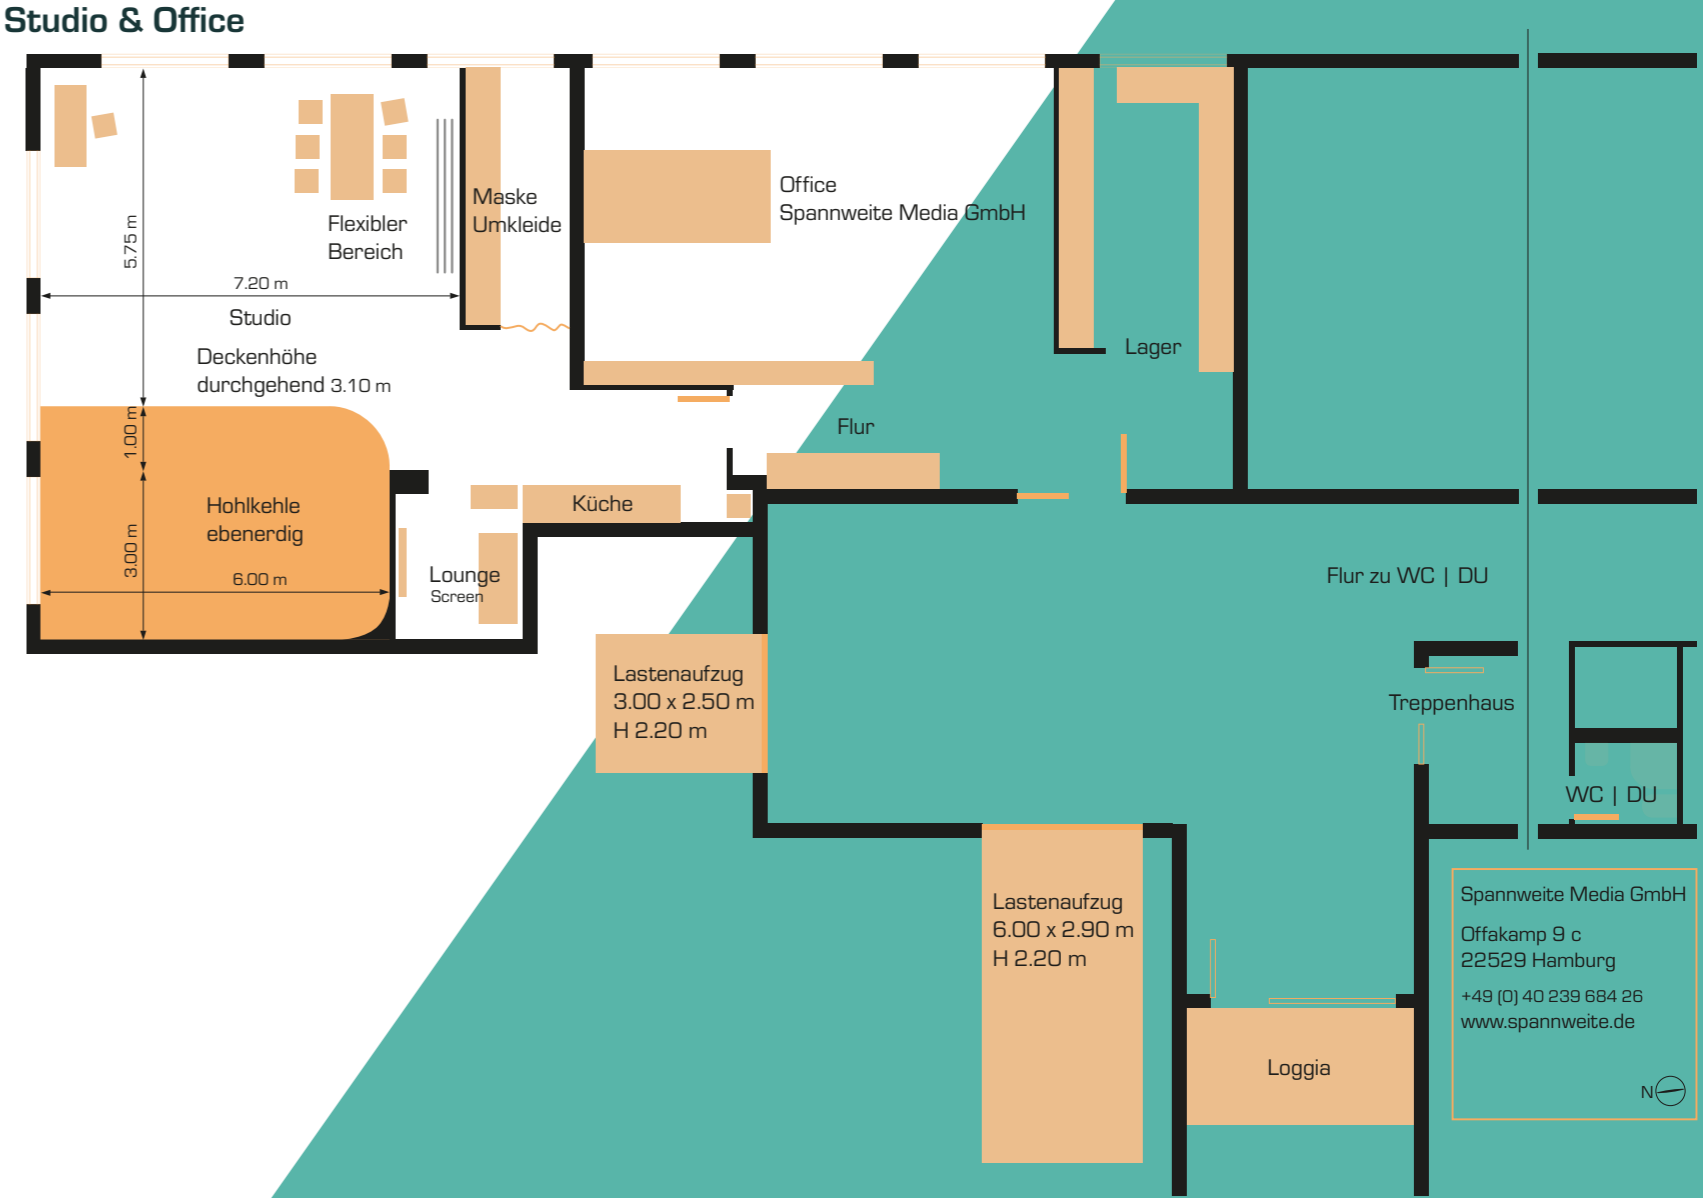 Studio & Office
Flexibler
Bereich
Maske
Umkleide
Office
Spannweite Media GmbH
5.75 m
7.20 m
Studio
Deckenhöhe
durchgehend 3.10 m
Lager
1.00 m
Flur
Hohlkehle
ebenerdig
Küche
3.00 m
6.00 m
Lounge
Screen
Flur zu WC | DU
Lastenaufzug
3.00 x 2.50 m
H 2.20 m
Treppenhaus
WC | DU
Lastenaufzug
6.00 x 2.90 m
H 2.20 m
Loggia
Spannweite Media GmbH
Offakamp 9 c
22529 Hamburg
+49 (0) 40 239 684 26
www.spannweite.de
N